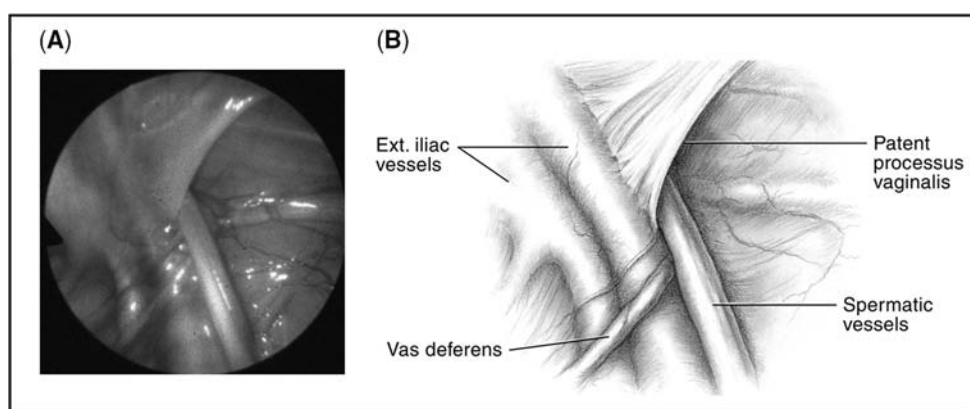 (A)
(B)
Ext. iliac
vessels
Patent
processus
vaginalis
Spermatic
vessels
Vas deferens